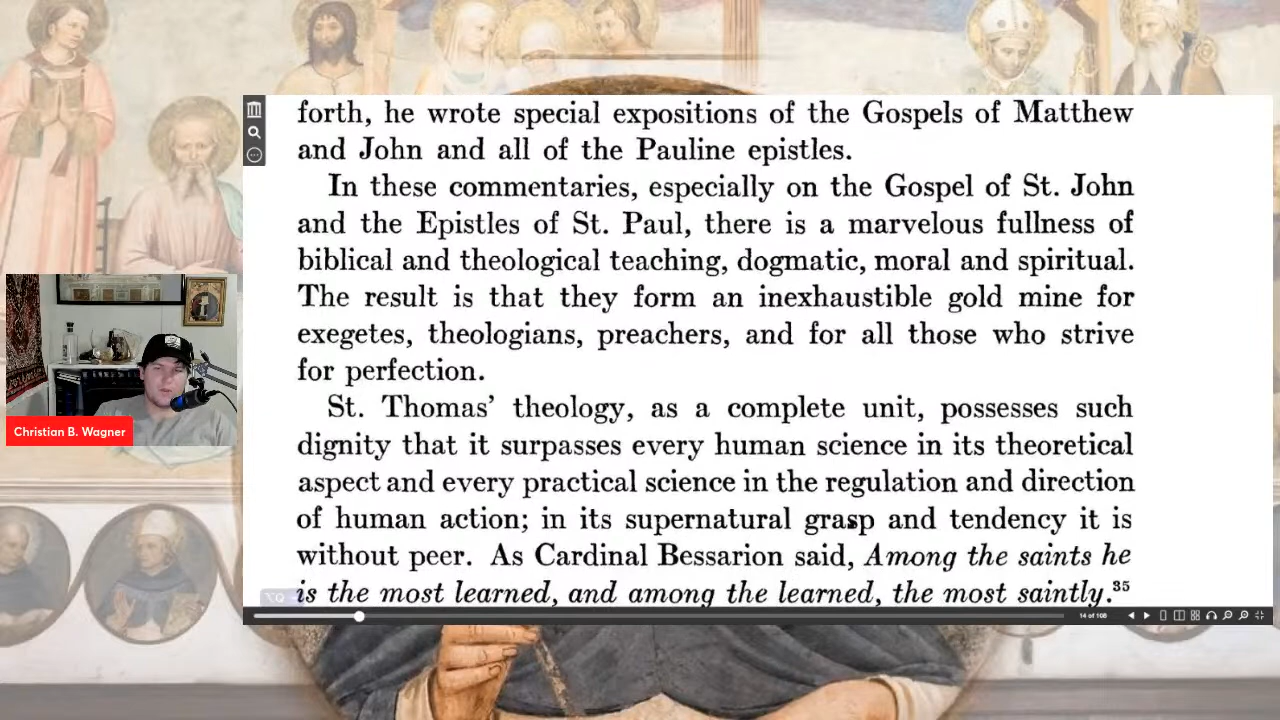 forth, he wrote special expositions of the Gospels of Matthew
and John and all of the Pauline epistles.
In these commentaries, especially on the Gospel of St. John
and the Epistles of St. Paul, there is a marvelous fullness of
biblical and theological teaching, dogmatic, moral and spiritual.
The result is that they form an inexhaustible gold mine for
exegetes, theologians, preachers, and for all those who strive
for perfection.
St. Thomas’ theology, as a complete unit, possesses such
dignity that it surpasses every human science in its theoretical
aspect and every practical science in the regulation and direction
of human action; in its supernatural grasp and tendency it is
without peer. As Cardinal Bessarion said, Among the saints he
is the most learned, and among the learned, the most saintly.³⁵
14 of 108
Christian B. Wagner